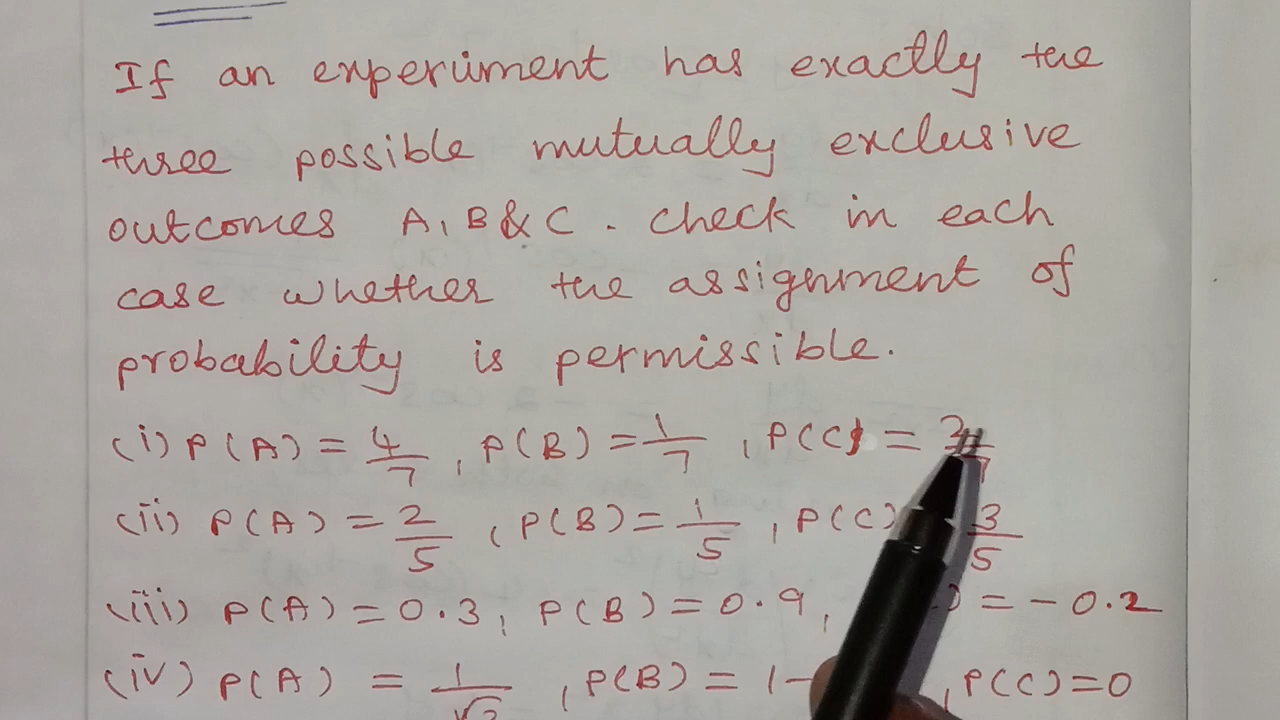 If an experiment has exactly the
three possible mutually exclusive
outcomes A, B & C. check in each
case whether the assignment of
probability is permissible.
(i) P(A) = 4/7, P(B) = 1/7, P(C) =
(ii) P(A) = 2/5, P(B) = 1/5, P(C) 3/5
(iii) P(A) = 0.3, P(B) = 0.9, ) = -0.2
(iv) P(A) = 1/√3, P(B) = 1- , P(C)=0